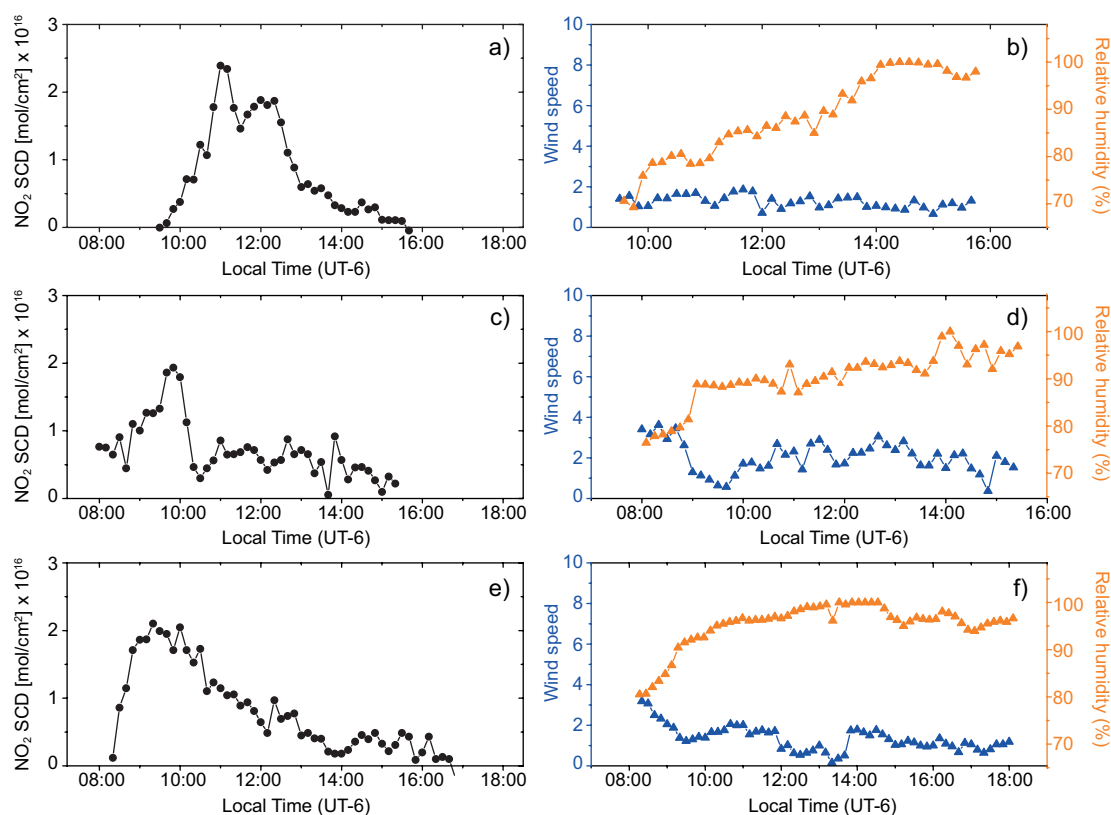 a)
NO₂ SCD [mol/cm²] x 10¹⁶
3
2
1
0
08:00 10:00 12:00 14:00 16:00 18:00
Local Time (UT-6)
b)
Wind speed
10
8
6
4
2
0
Relative humidity (%)
100
90
80
70
10:00 12:00 14:00 16:00
Local Time (UT-6)
c)
NO₂ SCD [mol/cm²] x 10¹⁶
3
2
1
0
08:00 10:00 12:00 14:00 16:00 18:00
Local Time (UT-6)
d)
Wind speed
10
8
6
4
2
0
Relative humidity (%)
100
90
80
70
08:00 10:00 12:00 14:00 16:00
Local Time (UT-6)
e)
NO₂ SCD [mol/cm²] x 10¹⁶
3
2
1
0
08:00 10:00 12:00 14:00 16:00 18:00
Local Time (UT-6)
f)
Wind speed
10
8
6
4
2
0
Relative humidity (%)
100
90
80
70
08:00 10:00 12:00 14:00 16:00 18:00
Local Time (UT-6)